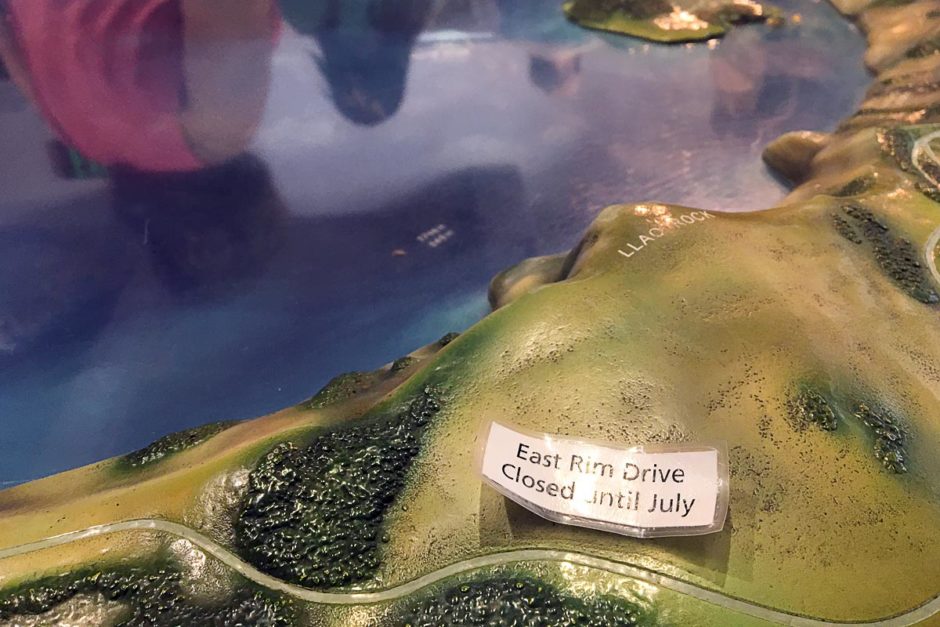 LLAO ROCK
East Rim Drive
Closed until July